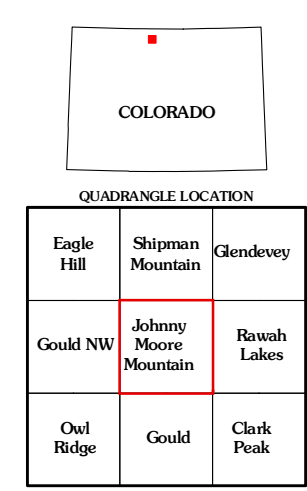 COLORADO
QUADRANGLE LOCATION
Eagle
Hill
Shipman
Mountain
Glendevey
Gould NW
Johnny
Moore
Mountain
Rawah
Lakes
Owl
Ridge
Gould
Clark
Peak